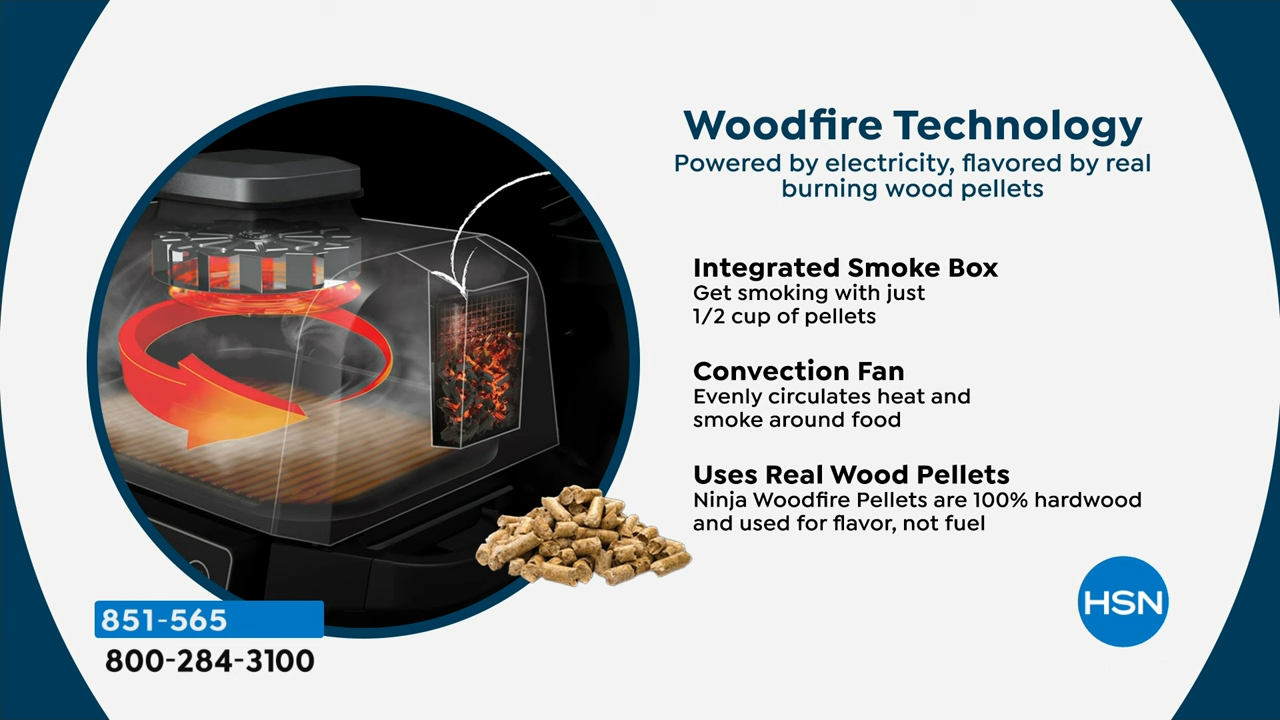 Woodfire Technology
Powered by electricity, flavored by real
burning wood pellets
Integrated Smoke Box
Get smoking with just
1/2 cup of pellets
Convection Fan
Evenly circulates heat and
smoke around food
Uses Real Wood Pellets
Ninja Woodfire Pellets are 100% hardwood
and used for flavor, not fuel
851-565
800-284-3100
HSN